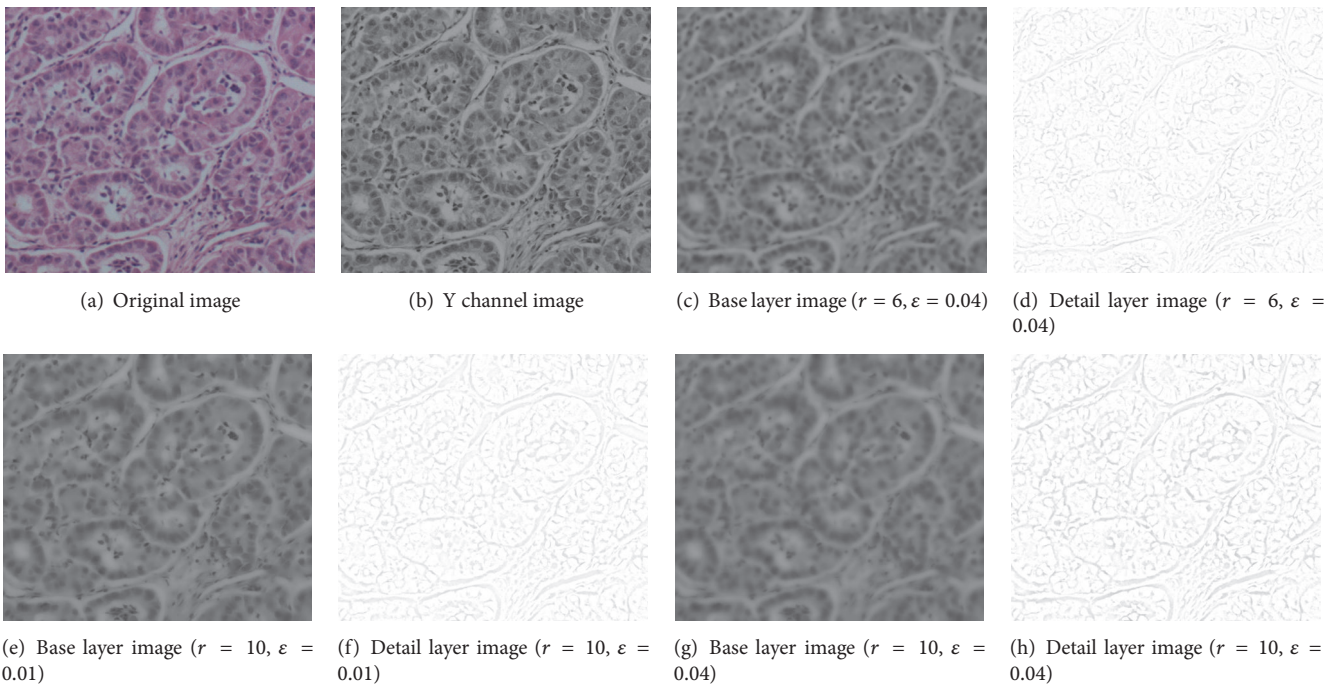 (a) Original image
(b) Y channel image
(c) Base layer image (r = 6, ε = 0.04)
(d) Detail layer image (r = 6, ε =
0.04)
(e) Base layer image (r = 10, ε =
0.01)
(f) Detail layer image (r = 10, ε =
0.01)
(g) Base layer image (r = 10, ε =
0.04)
(h) Detail layer image (r = 10, ε =
0.04)